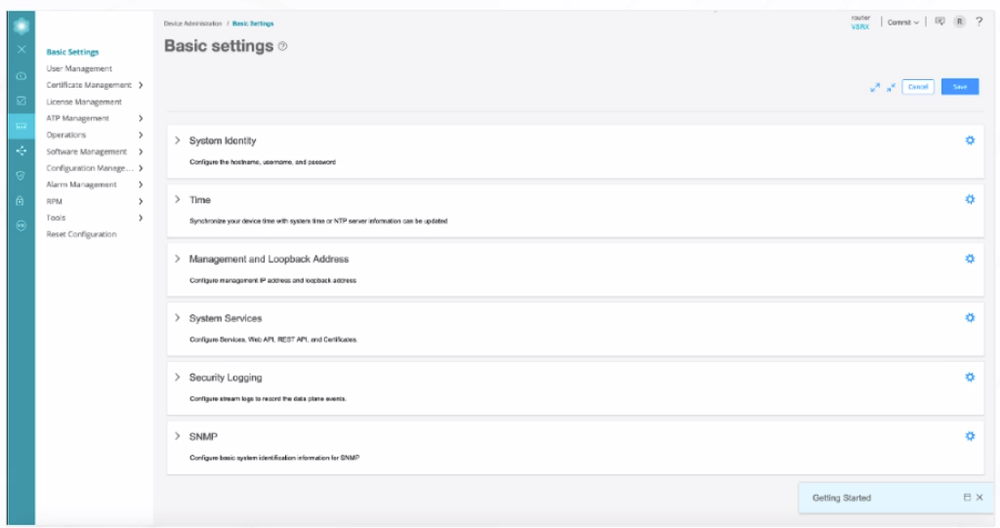 Device Administration / Basic Settings
router
VSRX
Commit
R
?
Basic settings ?
Cancel
Save
Basic Settings
User Management
Certificate Management
License Management
ATP Management
Operations
Software Management
Configuration Manage...
Alarm Management
RPM
Tools
Reset Configuration
System Identity
Configure the hostname, username, and password
Time
Synchronize your device time with system time or NTP server information can be updated
Management and Loopback Address
Configure management IP address and loopback address
System Services
Configure Services, Web API, REST API, and Certificates.
Security Logging
Configure stream logs to record the data plane events.
SNMP
Configure basic system identification information for SNMP
Getting Started